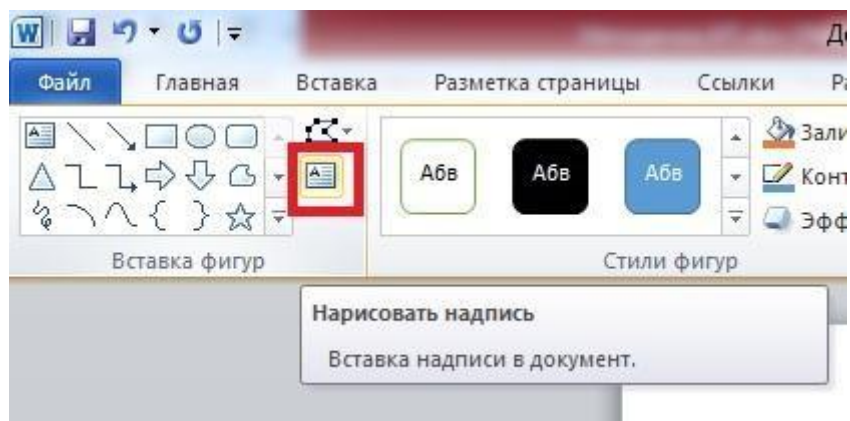 Файл Главная Вставка Разметка страницы Ссылки
Абв Абв Абв
Вставка фигур Стили фигур
Нарисовать надпись
Вставка надписи в документ.